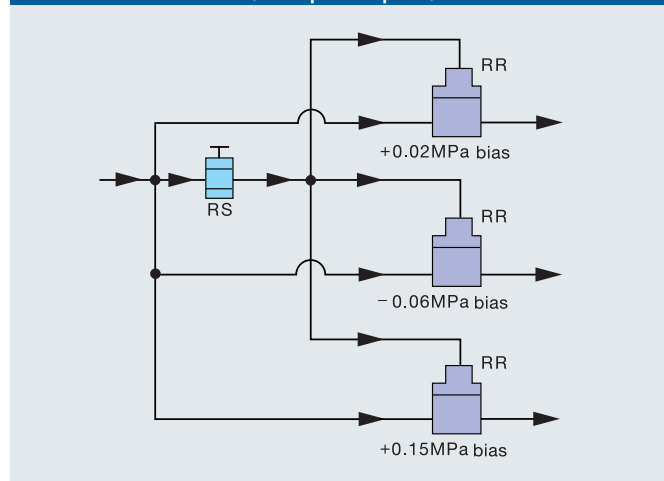 RR
+0.02MPa bias
RS
RR
− 0.06MPa bias
RR
+0.15MPa bias